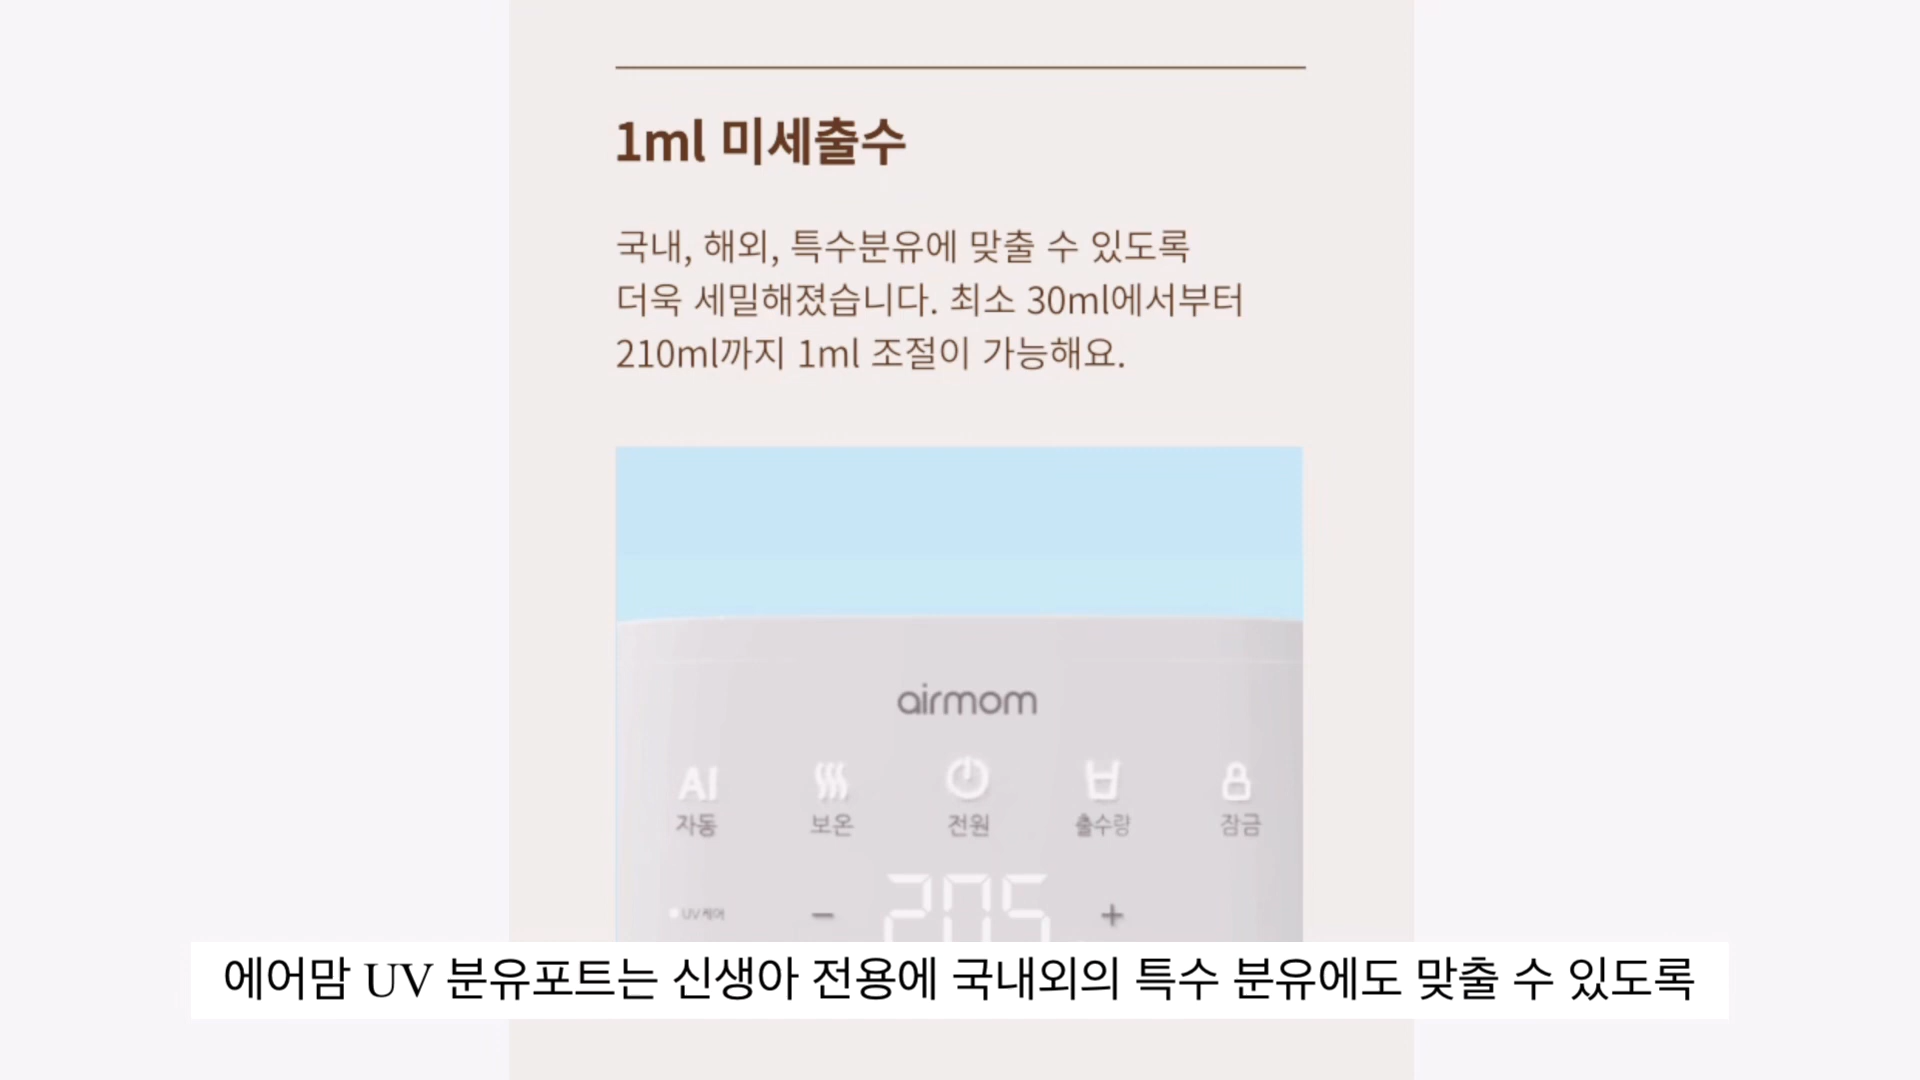 1ml 미세출수
국내, 해외, 특수분유에 맞출 수 있도록
더욱 세밀해졌습니다. 최소 30ml에서부터
210ml까지 1ml 조절이 가능해요.
airmom
AI
자동
보온
전원
출수량
잠금
UV케어
−
205
+
에어맘 UV 분유포트는 신생아 전용에 국내외의 특수 분유에도 맞출 수 있도록